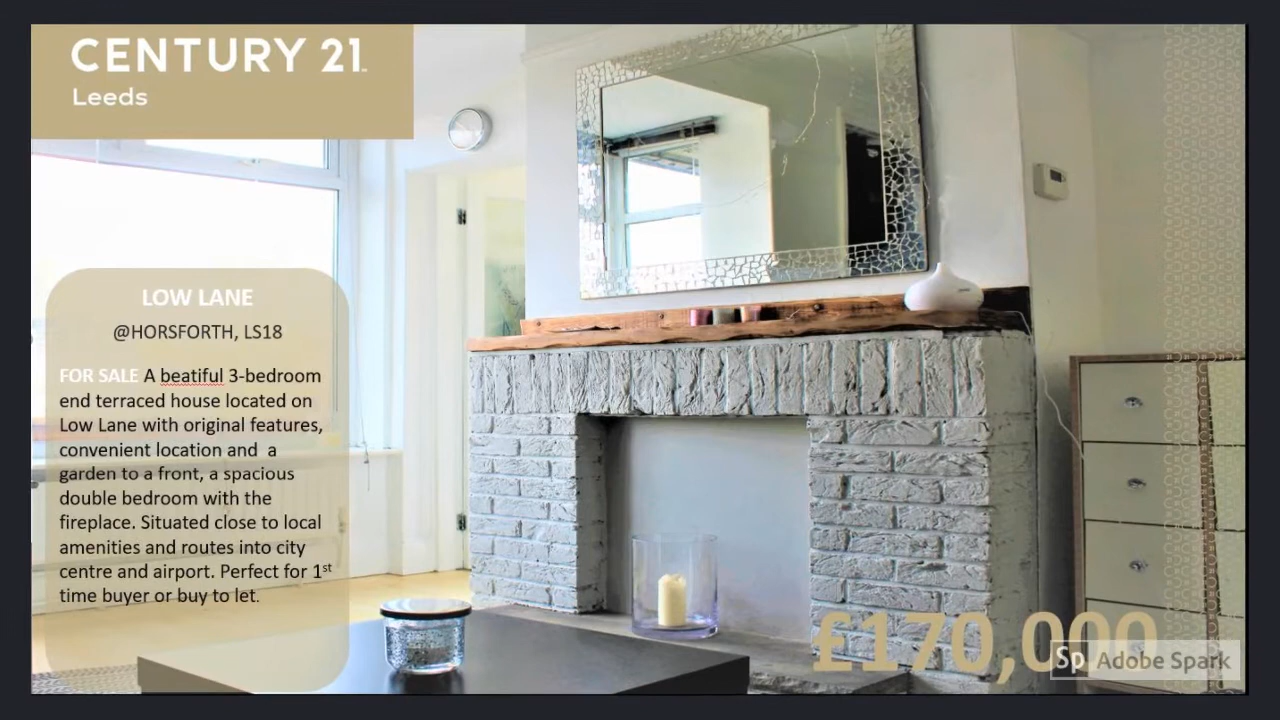 CENTURY 21
Leeds
LOW LANE
@HORSFORTH, LS18
FOR SALE A beatiful 3-bedroom
end terraced house located on
Low Lane with original features,
convenient location and  a
garden to a front, a spacious
double bedroom with the
fireplace. Situated close to local
amenities and routes into city
centre and airport. Perfect for 1st
time buyer or buy to let.
£170,000
Sp Adobe Spark